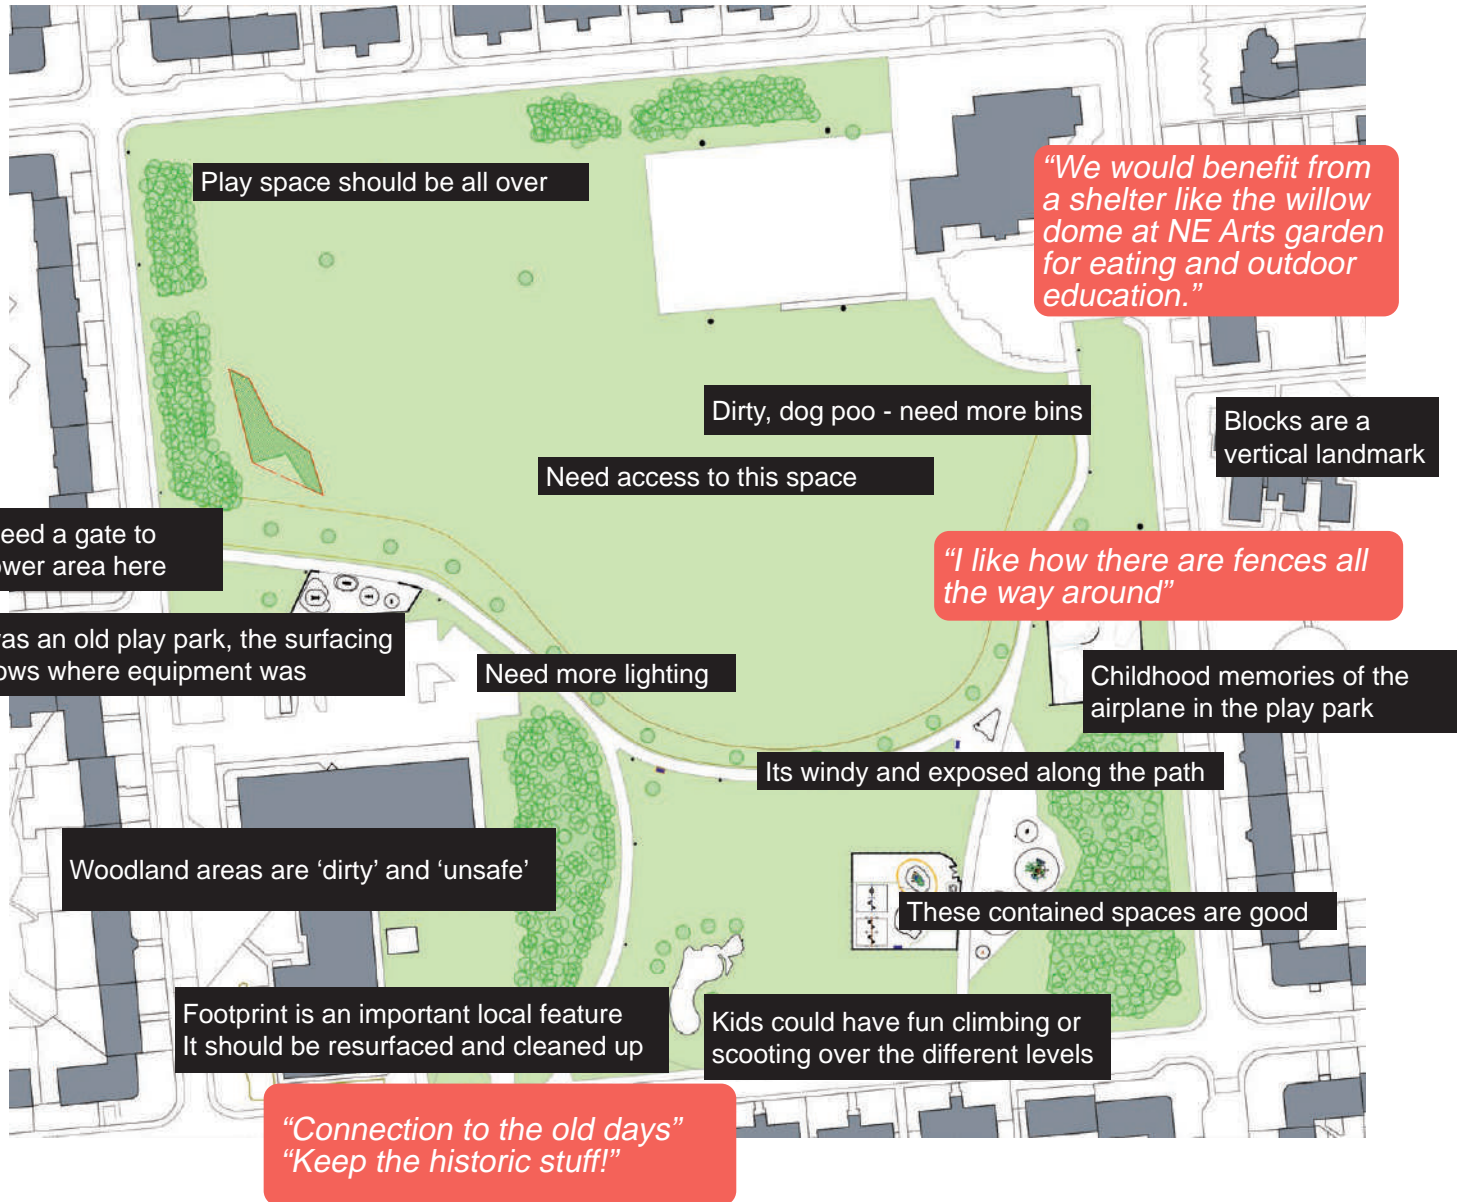 Play space should be all over
“We would benefit from
a shelter like the willow
dome at NE Arts garden
for eating and outdoor
education.”
Dirty, dog poo - need more bins
Blocks are a
vertical landmark
Need access to this space
eed a gate to
ower area here
“I like how there are fences all
the way around”
as an old play park, the surfacing
ows where equipment was
Need more lighting
Childhood memories of the
airplane in the play park
Its windy and exposed along the path
Woodland areas are ‘dirty’ and ‘unsafe’
These contained spaces are good
Footprint is an important local feature
It should be resurfaced and cleaned up
Kids could have fun climbing or
scooting over the different levels
“Connection to the old days”
“Keep the historic stuff!”